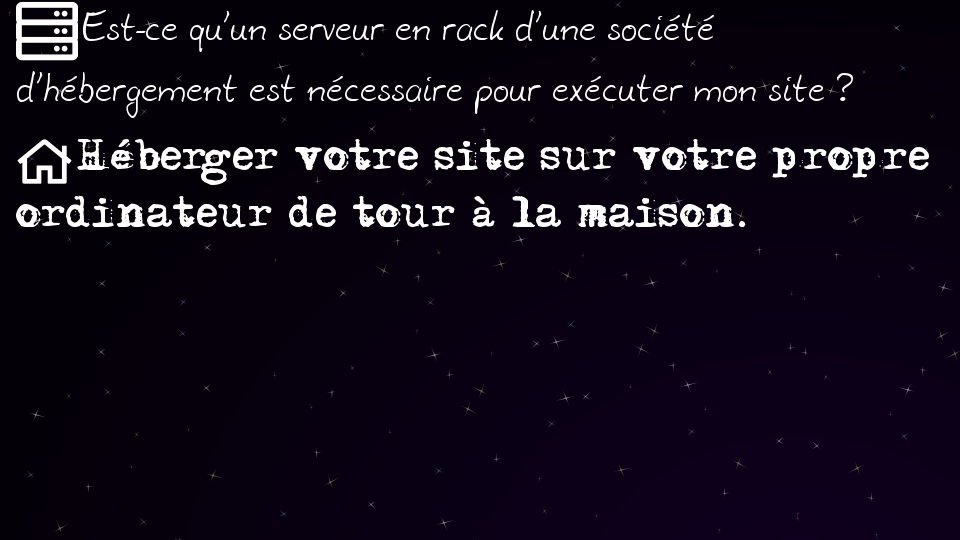 Est-ce qu'un serveur en rack d'une société
d'hébergement est nécessaire pour exécuter mon site ?
Héberger votre site sur votre propre
ordinateur de tour à la maison.